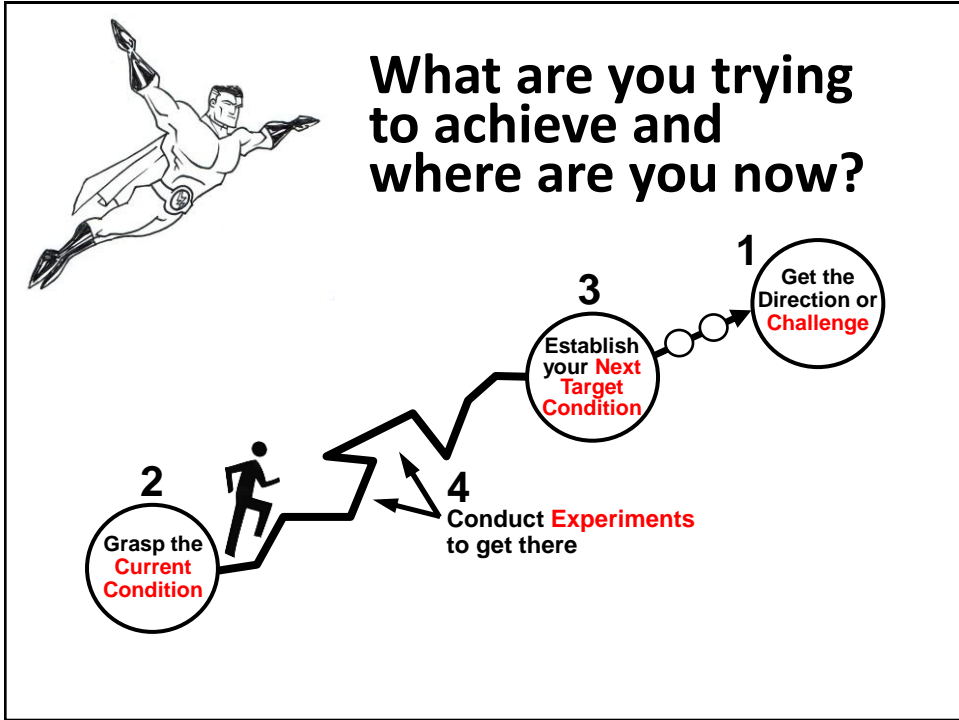 What are you trying
to achieve and
where are you now?
1
Get the
Direction or
Challenge
3
Establish
your Next
Target
Condition
2
Grasp the
Current
Condition
4
Conduct Experiments
to get there